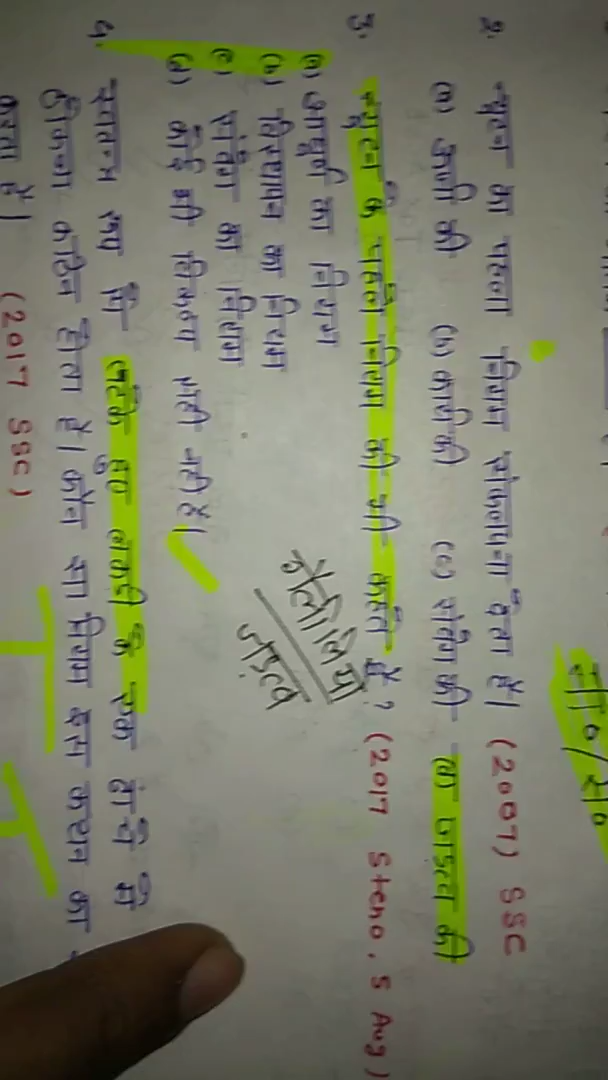 2. न्यूटन का पहला नियम संकल्पना देता है। (2007) SSC
(a) ऊर्जा की (b) कार्य की (c) संवेग की जड़त्व की
3. न्यूटन के पहले नियम को भी कहते है? (2017 Steno, 5 Aug)
(a) आघूर्ण का नियम
(b) विस्थापन का नियम
(c) संवेग का नियम
(d) कोई भी विकल्प सही नही है।
गैलीलियो
जड़त्व
4. स्वतन्त्र रूप से लटके हुए लकड़ी के एक ढांचे में
ठोकना कठिन होता है। कौन सा नियम इस कथन का
करता है। (2017 SSC)